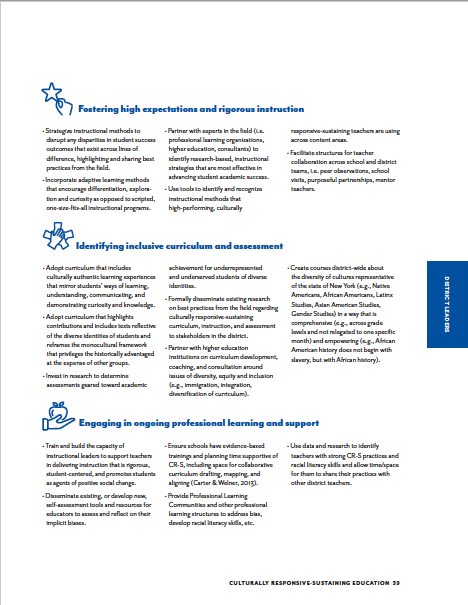 Fostering high expectations and rigorous instruction
• Strategize instructional methods to
disrupt any disparities in student success
outcomes that exist across lines of
difference, highlighting and sharing best
practices from the field.
• Incorporate adaptive learning methods
that encourage differentiation, explora-
tion and curiosity as opposed to scripted,
one-size-fits-all instructional programs.
• Partner with experts in the field (i.e.
professional learning organizations,
higher education, consultants) to
identify research-based, instructional
strategies that are most effective in
advancing student academic success.
• Use tools to identify and recognize
instructional methods that
high-performing, culturally
responsive-sustaining teachers are using
across content areas.
• Facilitate structures for teacher
collaboration across school and district
teams, i.e. peer observations, school
visits, purposeful partnerships, mentor
teachers.
Identifying inclusive curriculum and assessment
• Adopt curriculum that includes
culturally authentic learning experiences
that mirror students' ways of learning,
understanding, communicating, and
demonstrating curiosity and knowledge.
• Adopt curriculum that highlights
contributions and includes texts reflective
of the diverse identities of students and
reframes the monocultural framework
that privileges the historically advantaged
at the expense of other groups.
• Invest in research to determine
assessments geared toward academic
achievement for underrepresented
and underserved students of diverse
identities.
• Formally disseminate existing research
on best practices from the field regarding
culturally responsive-sustaining
curriculum, instruction, and assessment
to stakeholders in the district.
• Partner with higher education
institutions on curriculum development,
coaching, and consultation around
issues of diversity, equity and inclusion
(e.g., immigration, integration,
diversification of curriculum).
• Create courses district-wide about
the diversity of cultures representative
of the state of New York (e.g., Native
Americans, African Americans, Latinx
Studies, Asian American Studies,
Gender Studies) in a way that is
comprehensive (e.g., across grade
levels and not relegated to one specific
month) and empowering (e.g., African
American history does not begin with
slavery, but with African history).
DISTRICT LEADERS
Engaging in ongoing professional learning and support
• Train and build the capacity of
instructional leaders to support teachers
in delivering instruction that is rigorous,
student-centered, and promotes students
as agents of positive social change.
• Disseminate existing, or develop new,
self-assessment tools and resources for
educators to assess and reflect on their
implicit biases.
• Ensure schools have evidence-based
trainings and planning time supportive of
CR-S, including space for collaborative
curriculum drafting, mapping, and
aligning (Carter & Welner, 2013).
• Provide Professional Learning
Communities and other professional
learning structures to address bias,
develop racial literacy skills, etc.
• Use data and research to identify
teachers with strong CR-S practices and
racial literacy skills and allow time/space
for them to share their practices with
other district teachers.
CULTURALLY RESPONSIVE-SUSTAINING EDUCATION 39